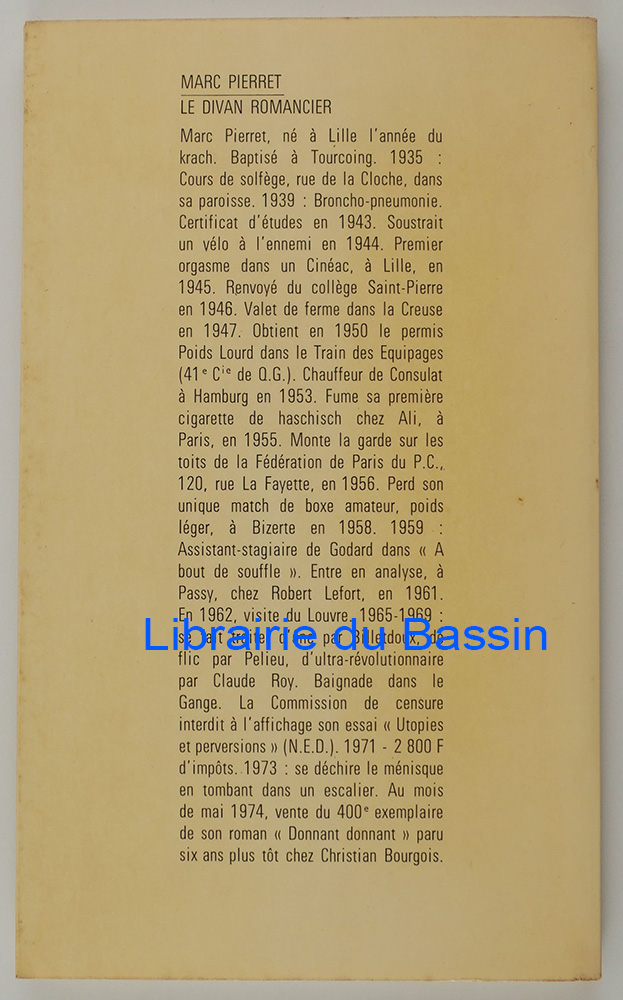 MARC PIERRET
LE DIVAN ROMANCIER
Marc Pierret, né à Lille l'année du
krach. Baptisé à Tourcoing. 1935 :
Cours de solfège, rue de la Cloche, dans
sa paroisse. 1939 : Broncho-pneumonie.
Certificat d'études en 1943. Soustrait
un vélo à l'ennemi en 1944. Premier
orgasme dans un Cinéac, à Lille, en
1945. Renvoyé du collège Saint-Pierre
en 1946. Valet de ferme dans la Creuse
en 1947. Obtient en 1950 le permis
Poids Lourd dans le Train des Equipages
(41e Cie de Q.G.). Chauffeur de Consulat
à Hamburg en 1953. Fume sa première
cigarette de haschisch chez Ali, à
Paris, en 1955. Monte la garde sur les
toits de la Fédération de Paris du P.C.,
120, rue La Fayette, en 1956. Perd son
unique match de boxe amateur, poids
léger, à Bizerte en 1958. 1959 :
Assistant-stagiaire de Godard dans « A
bout de souffle ». Entre en analyse, à
Passy, chez Robert Lefort, en 1961.
En 1962, visite du Louvre. 1965-1969 :
Librairie du Bassin
se fait traiter d'âne par Billetdoux, de
flic par Pelieu, d'ultra-révolutionnaire
par Claude Roy. Baignade dans le
Gange. La Commission de censure
interdit à l'affichage son essai « Utopies
et perversions » (N.E.D.). 1971 - 2 800 F
d'impôts. 1973 : se déchire le ménisque
en tombant dans un escalier. Au mois
de mai 1974, vente du 400e exemplaire
de son roman « Donnant donnant » paru
six ans plus tôt chez Christian Bourgois.